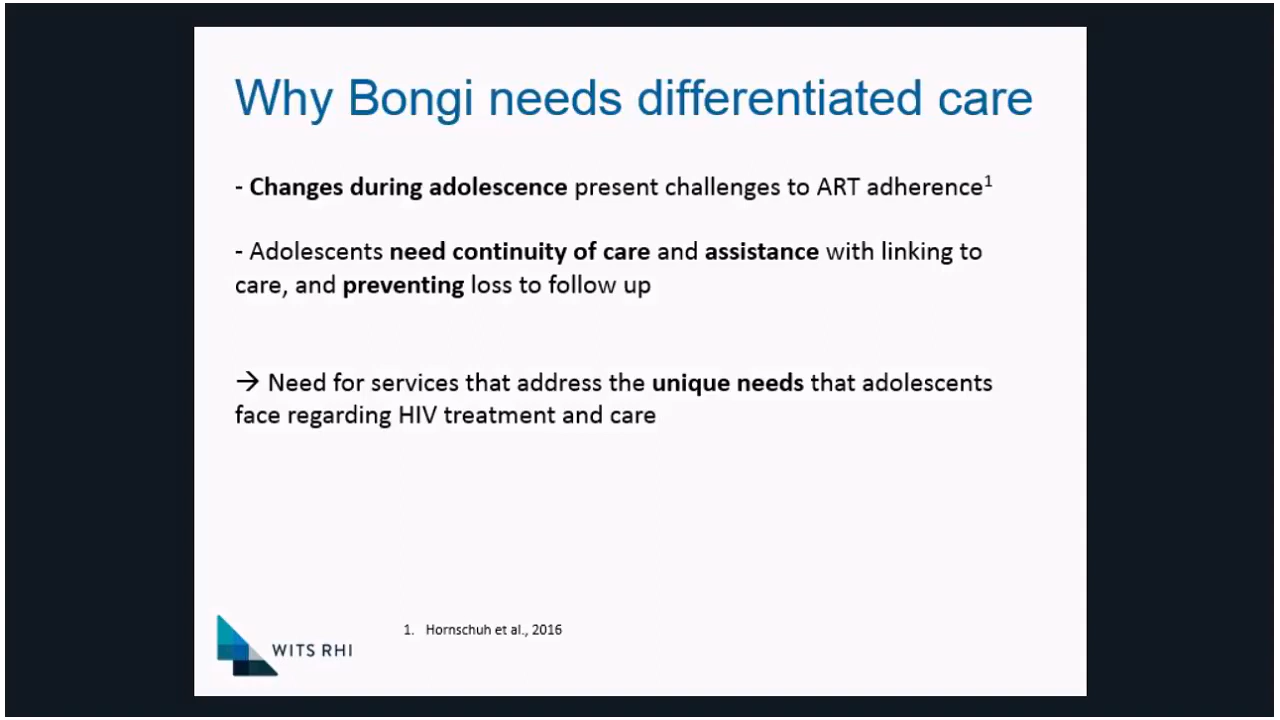 Why Bongi needs differentiated care
- Changes during adolescence present challenges to ART adherence¹
- Adolescents need continuity of care and assistance with linking to
care, and preventing loss to follow up
→ Need for services that address the unique needs that adolescents
face regarding HIV treatment and care
1. Hornschuh et al., 2016
WITS RHI